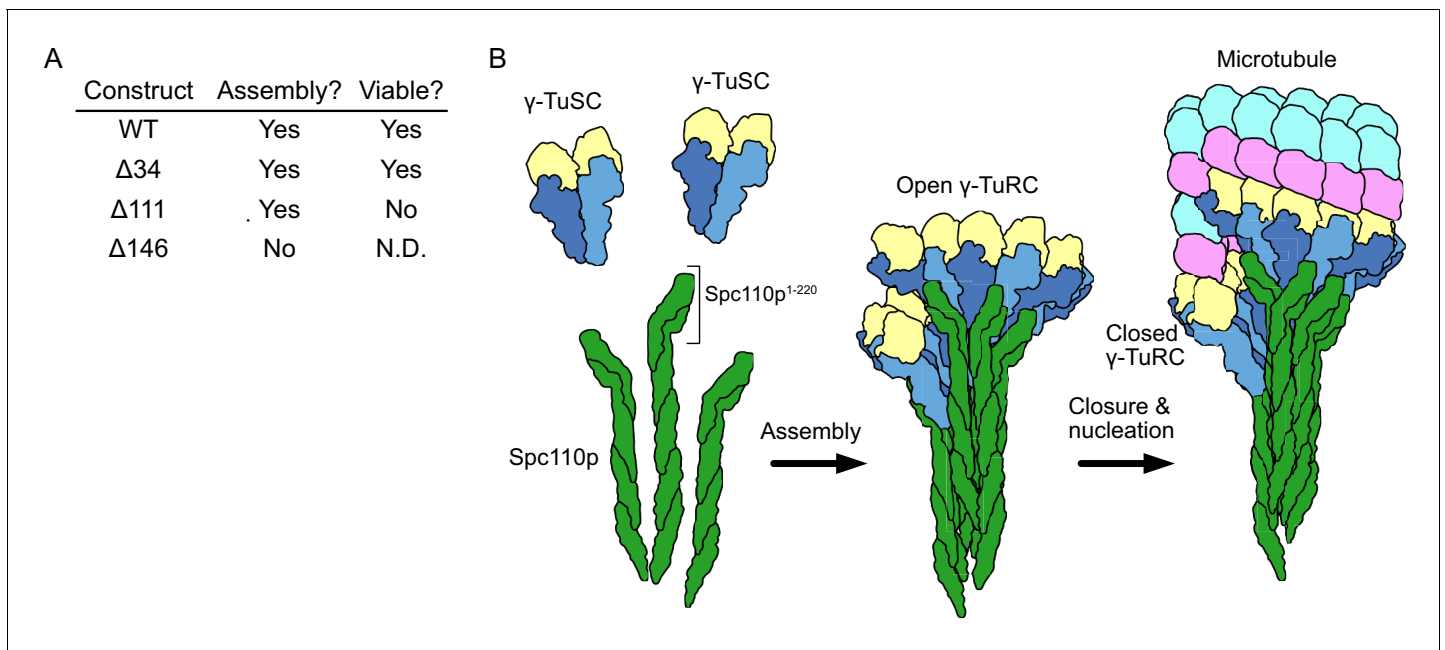 A
Construct Assembly? Viable?
WT Yes Yes
Δ34 Yes Yes
Δ111 Yes No
Δ146 No N.D.
B
γ-TuSC
γ-TuSC
Spc110p1-220
Spc110p
Assembly
Open γ-TuRC
Closure &
nucleation
Microtubule
Closed
γ-TuRC